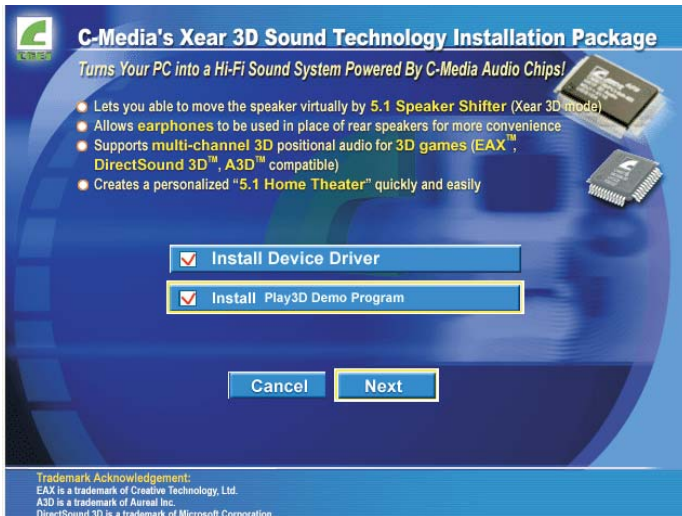 C-Media's Xear 3D Sound Technology Installation Package
Turns Your PC into a Hi-Fi Sound System Powered By C-Media Audio Chips!
Lets you able to move the speaker virtually by 5.1 Speaker Shifter (Xear 3D mode)
Allows earphones to be used in place of rear speakers for more convenience
Supports multi-channel 3D positional audio for 3D games (EAX™,
DirectSound 3D™, A3D™ compatible)
Creates a personalized “5.1 Home Theater” quickly and easily
Install Device Driver
Install Play3D Demo Program
Cancel Next
Trademark Acknowledgement:
EAX is a trademark of Creative Technology, Ltd.
A3D is a trademark of Aureal Inc.
DirectSound 3D is a trademark of Microsoft Corporation